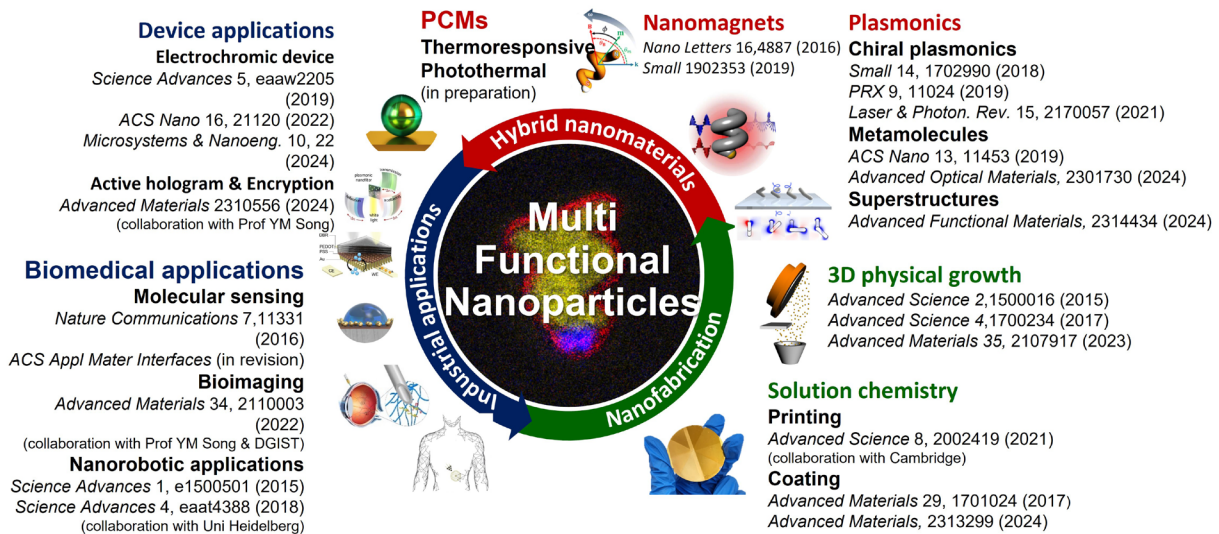 Device applications
Electrochromic device
Science Advances 5, eaaw2205
(2019)
ACS Nano 16, 21120 (2022)
Microsystems & Nanoeng. 10, 22
(2024)
Active hologram & Encryption
Advanced Materials 2310556 (2024)
(collaboration with Prof YM Song)
Biomedical applications
Molecular sensing
Nature Communications 7,11331
(2016)
ACS Appl Mater Interfaces (in revision)
Bioimaging
Advanced Materials 34, 2110003
(2022)
(collaboration with Prof YM Song & DGIST)
Nanorobotic applications
Science Advances 1, e1500501 (2015)
Science Advances 4, eaat4388 (2018)
(collaboration with Uni Heidelberg)
PCMs
Thermoresponsive
Photothermal
(in preparation)
Nanomagnets
Nano Letters 16,4887 (2016)
Small 1902353 (2019)
Plasmonics
Chiral plasmonics
Small 14, 1702990 (2018)
PRX 9, 11024 (2019)
Laser & Photon. Rev. 15, 2170057 (2021)
Metamolecules
ACS Nano 13, 11453 (2019)
Advanced Optical Materials, 2301730 (2024)
Superstructures
Advanced Functional Materials, 2314434 (2024)
3D physical growth
Advanced Science 2,1500016 (2015)
Advanced Science 4,1700234 (2017)
Advanced Materials 35, 2107917 (2023)
Solution chemistry
Printing
Advanced Science 8, 2002419 (2021)
(collaboration with Cambridge)
Coating
Advanced Materials 29, 1701024 (2017)
Advanced Materials, 2313299 (2024)
Hybrid nanomaterials
Industrial applications
Nanofabrication
Multi
Functional
Nanoparticles
ϕ
m
k
PEDOT:
PSS
Au
CE
WE